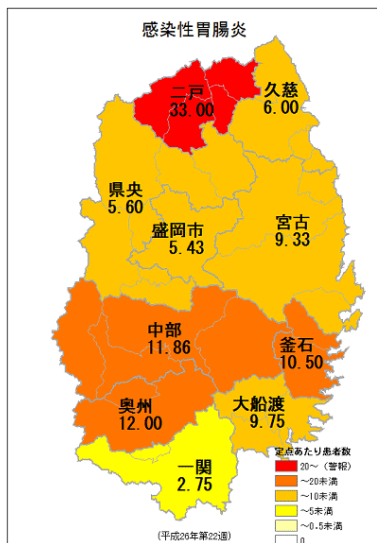 感染性胃腸炎
二戸
33.00
久慈
6.00
県央
5.60
盛岡市
5.43
宮古
9.33
中部
11.86
釜石
10.50
奥州
12.00
大船渡
9.75
一関
2.75
定点あたり患者数
20～（警報）
～20未満
～10未満
～5未満
～0.5未満
0
(平成26年第22週)